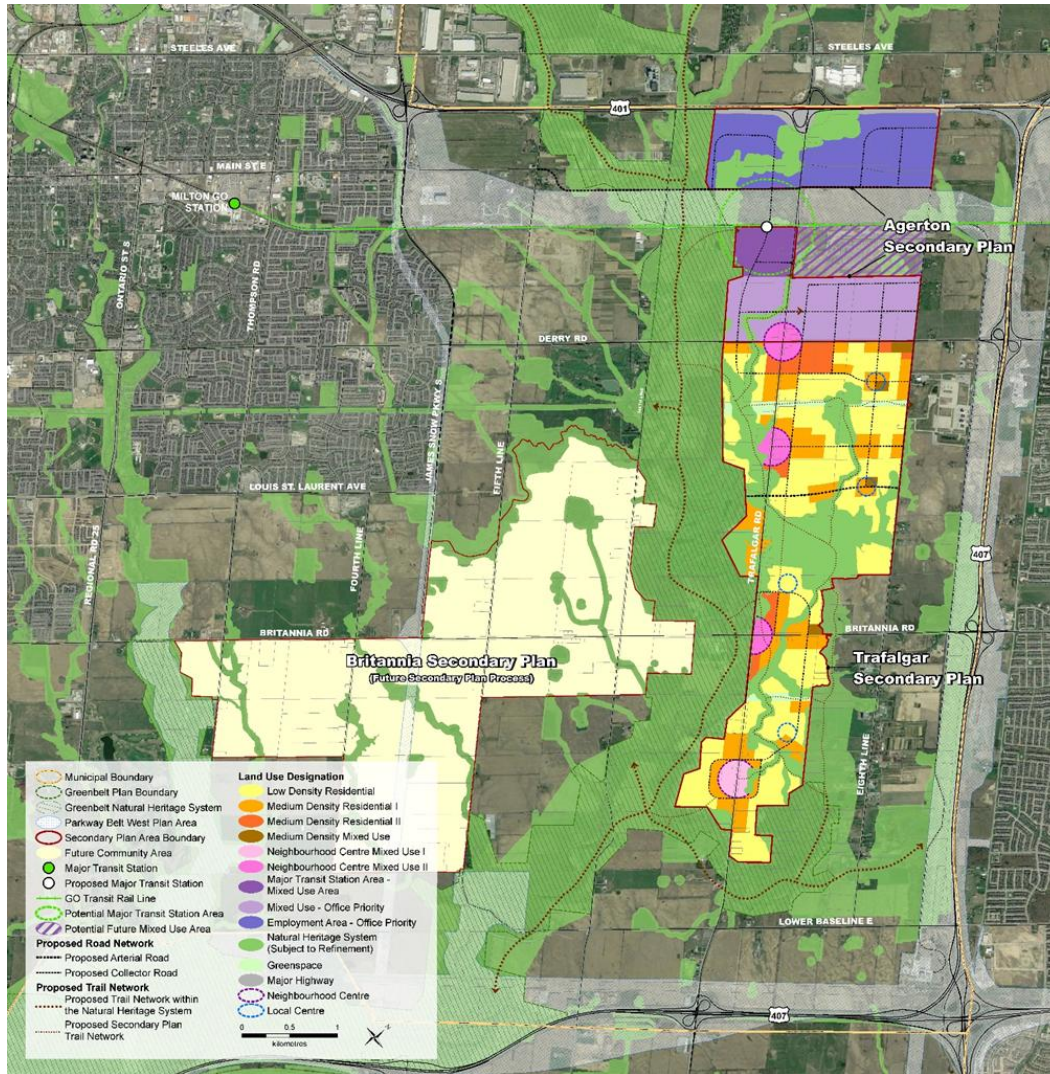 STEELES AVE
STEELES AVE
401
MAIN ST E
MILTON GO
STATION
ONTARIO ST S
THOMPSON RD
Agerton
Secondary Plan
DERRY RD
JAMES SNOW PKWY S
FIFTH LINE
LOUIS ST. LAURENT AVE
REGIONAL RD 25
FOURTH LINE
TRAFALGAR RD
407
BRITANNIA RD
BRITANNIA RD
Britannia Secondary Plan
(Future Secondary Plan Process)
Trafalgar
Secondary Plan
EIGHTH LINE
LOWER BASELINE E
407
Municipal Boundary
Greenbelt Plan Boundary
Greenbelt Natural Heritage System
Parkway Belt West Plan Area
Secondary Plan Area Boundary
Future Community Area
Major Transit Station
Proposed Major Transit Station
GO Transit Rail Line
Potential Major Transit Station Area
Potential Future Mixed Use Area
Proposed Road Network
Proposed Arterial Road
Proposed Collector Road
Proposed Trail Network
Proposed Trail Network within
the Natural Heritage System
Proposed Secondary Plan
Trail Network
Land Use Designation
Low Density Residential
Medium Density Residential I
Medium Density Residential II
Medium Density Mixed Use
Neighbourhood Centre Mixed Use I
Neighbourhood Centre Mixed Use II
Major Transit Station Area -
Mixed Use Area
Mixed Use - Office Priority
Employment Area - Office Priority
Natural Heritage System
(Subject to Refinement)
Greenspace
Major Highway
Neighbourhood Centre
Local Centre
0 0.5 1
kilometres